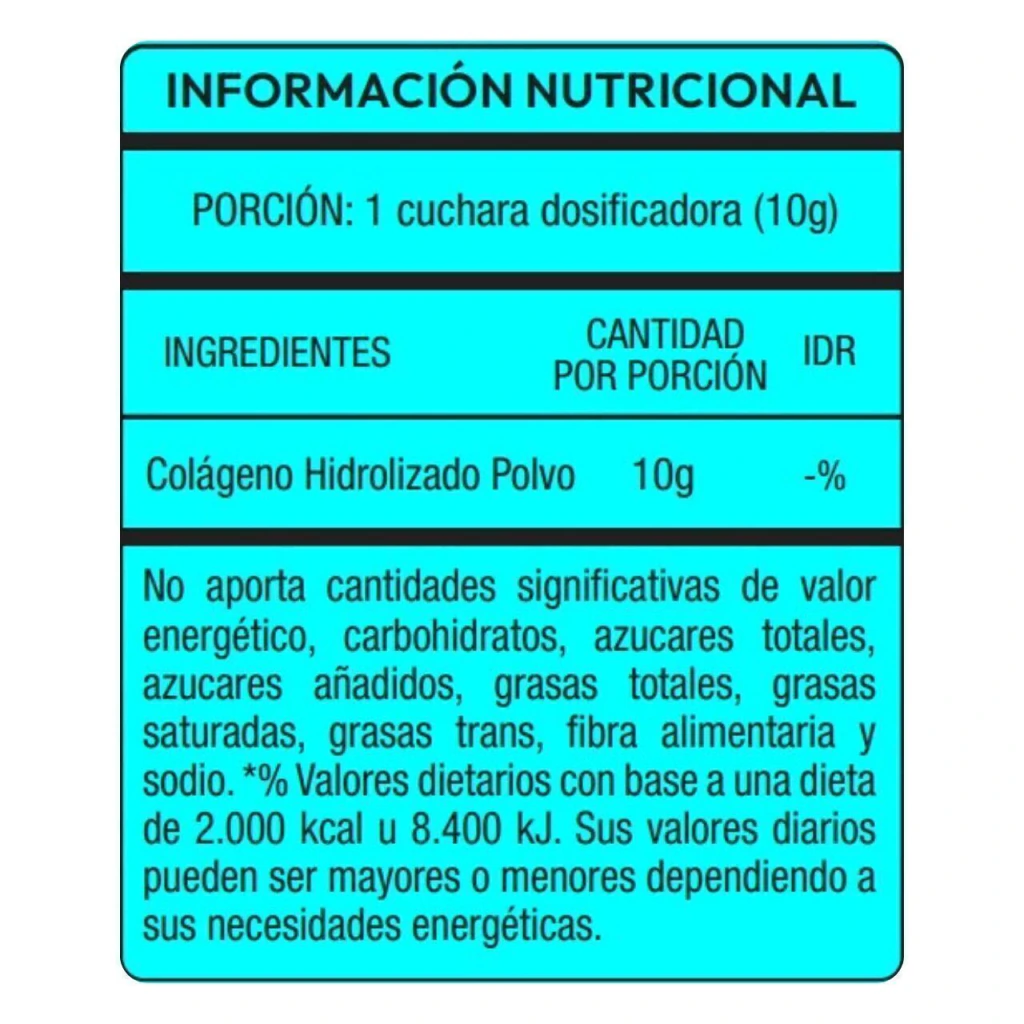 INFORMACIÓN NUTRICIONAL
PORCIÓN: 1 cuchara dosificadora (10g)
INGREDIENTES CANTIDAD POR PORCIÓN IDR
Colágeno Hidrolizado Polvo 10g -%
No aporta cantidades significativas de valor
energético, carbohidratos, azucares totales,
azucares añadidos, grasas totales, grasas
saturadas, grasas trans, fibra alimentaria y
sodio. *% Valores dietarios con base a una dieta
de 2.000 kcal u 8.400 kJ. Sus valores diarios
pueden ser mayores o menores dependiendo a
sus necesidades energéticas.